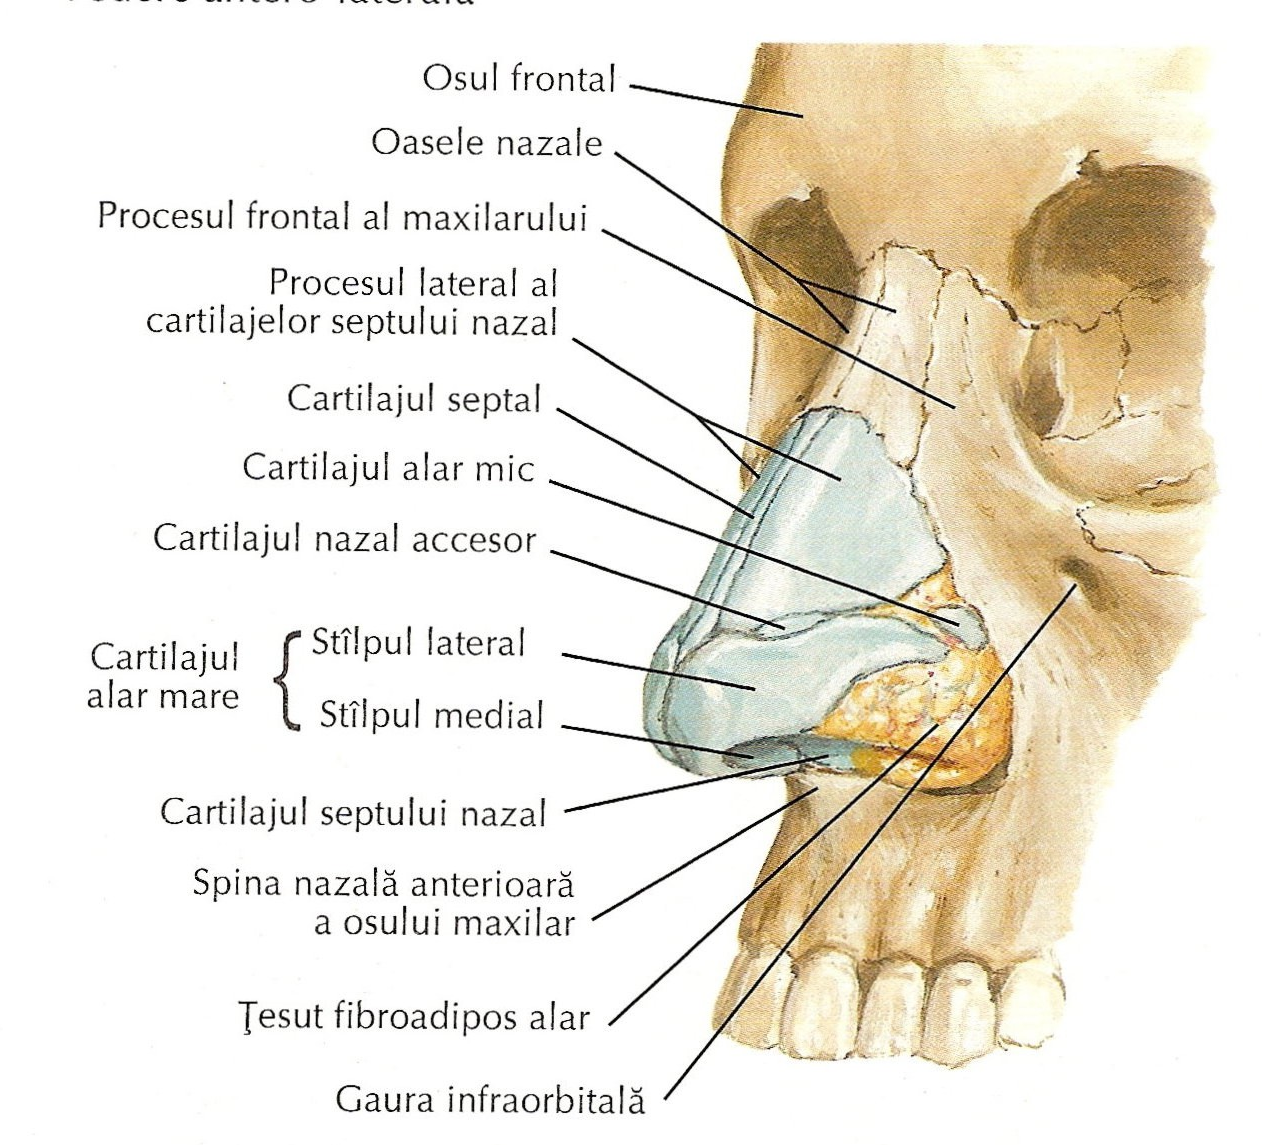 Osul frontal
Oasele nazale
Procesul frontal al maxilarului
Procesul lateral al
cartilajelor septului nazal
Cartilajul septal
Cartilajul alar mic
Cartilajul nazal accesor
Cartilajul
alar mare
Stîlpul lateral
Stîlpul medial
Cartilajul septului nazal
Spina nazală anterioară
a osului maxilar
Ţesut fibroadipos alar
Gaura infraorbitală